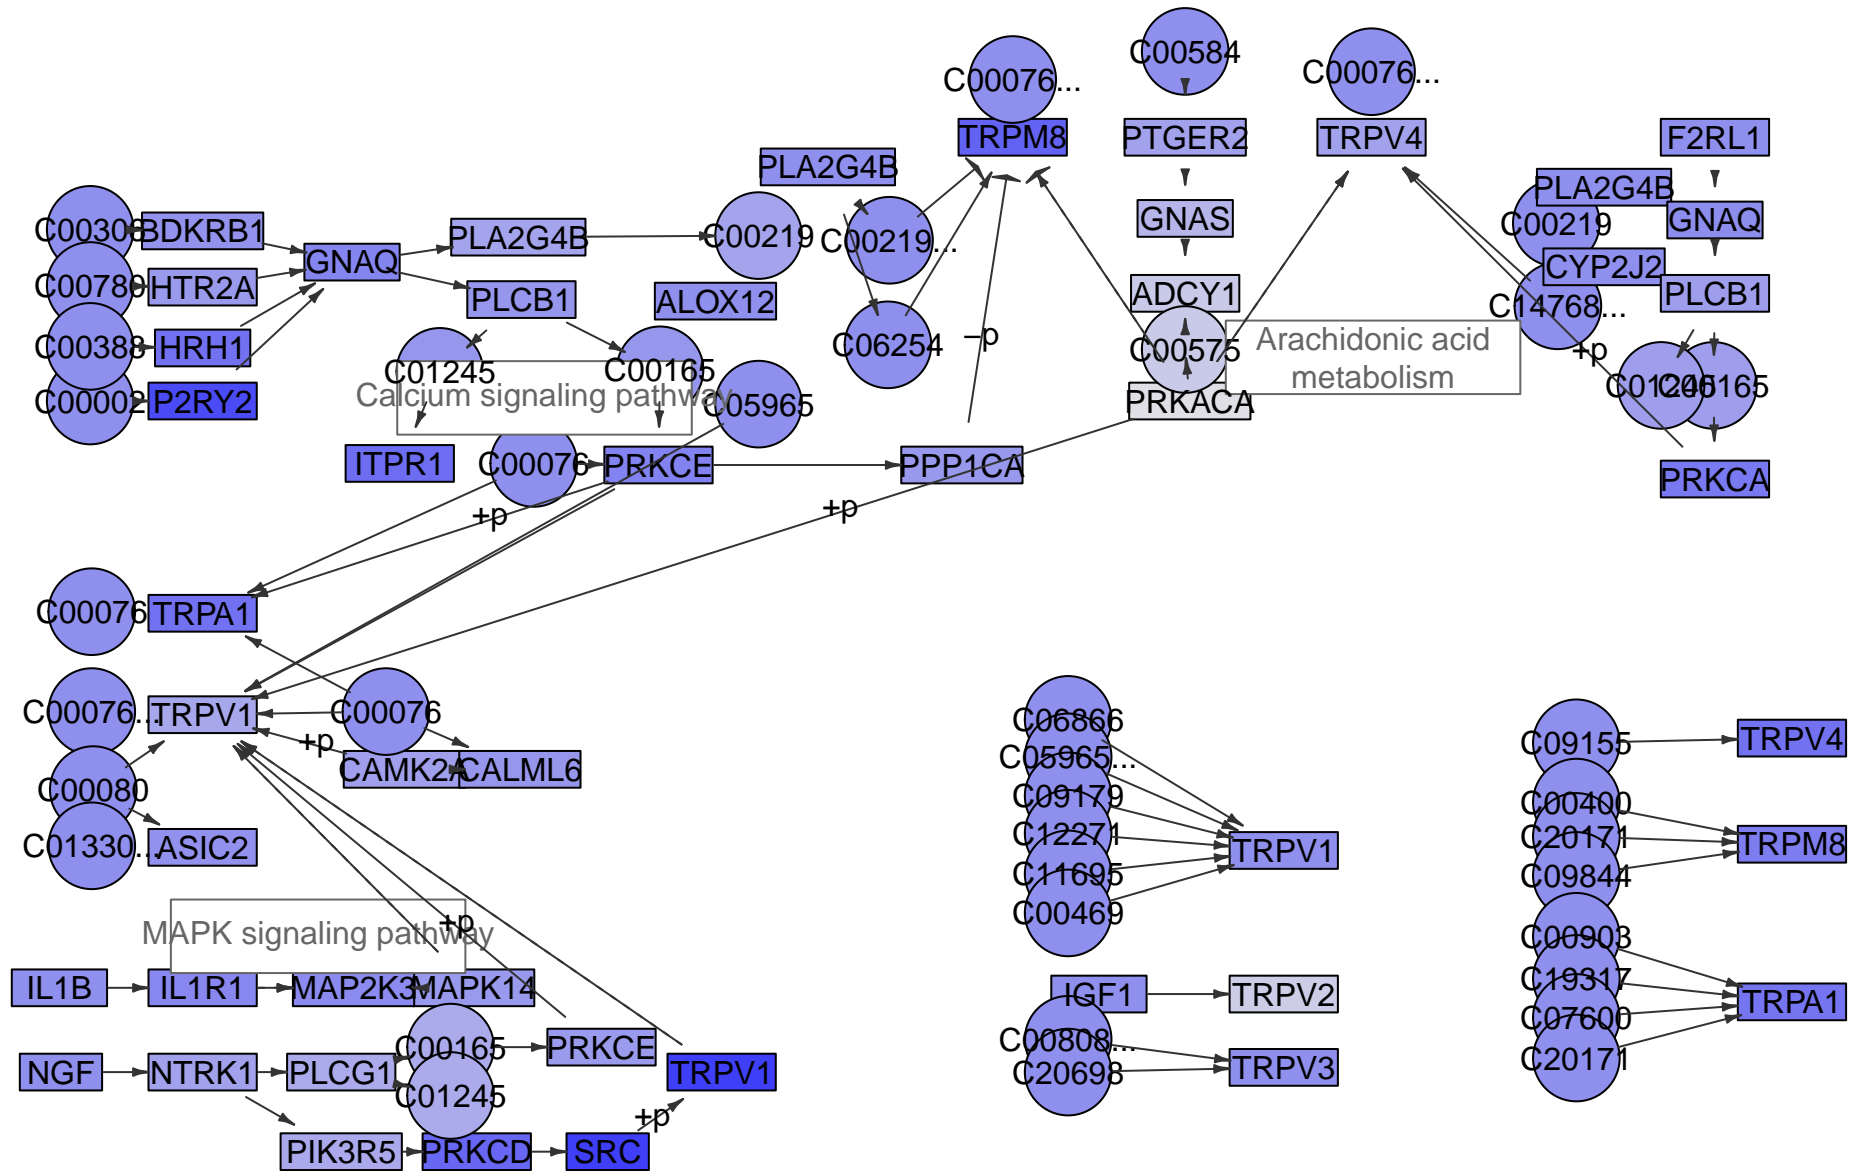 C00584
C00076...
C00076...
TRPM8
PTGER2
TRPV4
F2RL1
PLA2G4B
PLA2G4B
BDKRB1
GNAS
C00219
GNAQ
PLA2G4B
C00219
C00219...
GNAQ
CYP2J2
C00780
HTR2A
PLCB1
ALOX12
ADCY1
PLCB1
C14768...
C00388
HRH1
C06254
–p
C00575
Arachidonic acid
metabolism
+p
C01245
C00165
Calcium signaling pathway
C00002
P2RY2
C05965
PRKACA
C01245
C00165
ITPR1
C00076
PRKCE
PPP1CA
PRKCA
+p
+p
C00076
TRPA1
C00076...
TRPV1
C00076
+p
CAMK2A
CALML6
C00080
C01330...
ASIC2
C06866
C05965...
C09179
C12271
C11695
C00469
TRPV1
C09155
TRPV4
C00400
C20171
C09844
TRPM8
C00903
C19317
C07600
C20171
TRPA1
MAPK signaling pathway
+p
IL1B
IL1R1
MAP2K3
MAPK14
IGF1
TRPV2
C00165
PRKCE
C00808...
C20698
TRPV3
NGF
NTRK1
PLCG1
TRPV1
C01245
+p
PIK3R5
PRKCD
SRC